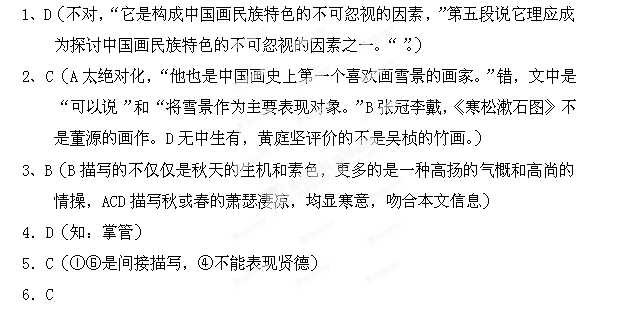 1、D（不对，“它是构成中国画民族特色的不可忽视的因素，”第五段说它理应成
为探讨中国画民族特色的不可忽视的因素之一。“ ”。）
2、C（A太绝对化，“他也是中国画史上第一个喜欢画雪景的画家。”错，文中是
“可以说 ”和“将雪景作为主要表现对象。”B张冠李戴，《寒松漱石图》不
是董源的画作。D无中生有，黄庭坚评价的不是吴桢的竹画。）
3、B（B描写的不仅仅是秋天的生机和素色，更多的是一种高扬的气慨和高尚的
情操，ACD描写秋或春的萧瑟凄凉，均显寒意，吻合本文信息）
4．D（知：掌管）
5．C（①⑥是间接描写，④不能表现贤德）
6．C